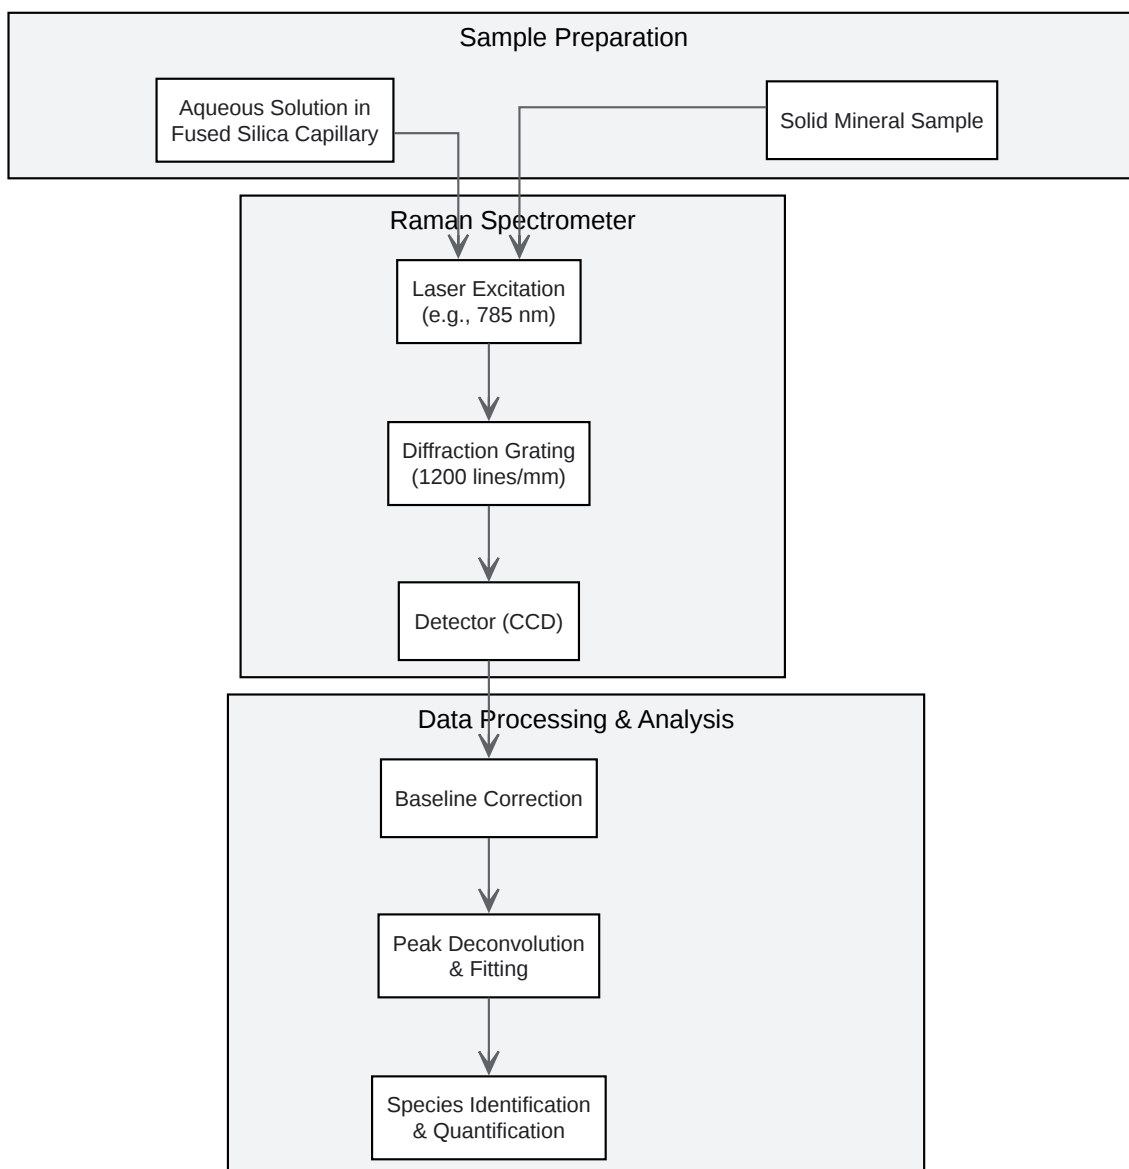 Sample Preparation
Aqueous Solution in
Fused Silica Capillary
Solid Mineral Sample
Raman Spectrometer
Laser Excitation
(e.g., 785 nm)
Diffraction Grating
(1200 lines/mm)
Detector (CCD)
Data Processing & Analysis
Baseline Correction
Peak Deconvolution
& Fitting
Species Identification
& Quantification